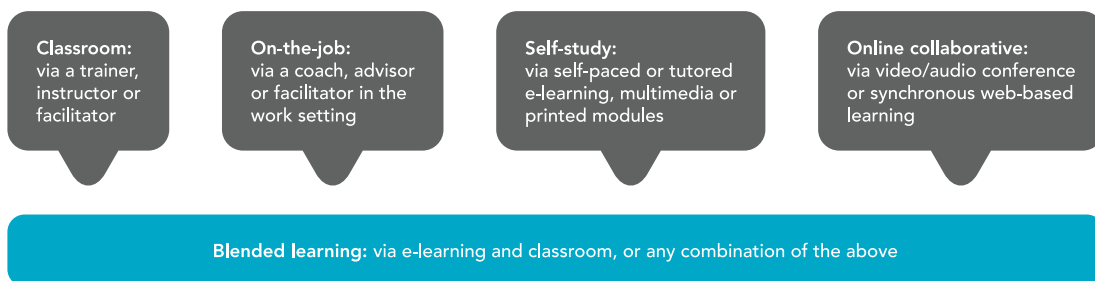 Classroom:
via a trainer,
instructor or
facilitator
On-the-job:
via a coach, advisor
or facilitator in the
work setting
Self-study:
via self-paced or tutored
e-learning, multimedia or
printed modules
Online collaborative:
via video/audio conference
or synchronous web-based
learning
Blended learning: via e-learning and classroom, or any combination of the above